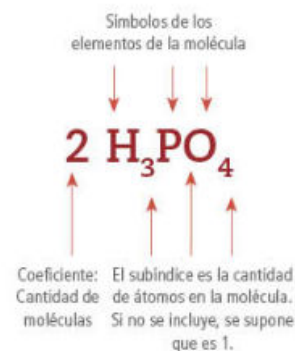 Símbolos de los
elementos de la molécula
2 H₃PO₄
Coeficiente:
Cantidad de
moléculas
El subíndice es la cantidad
de átomos en la molécula.
Si no se incluye, se supone
que es 1.